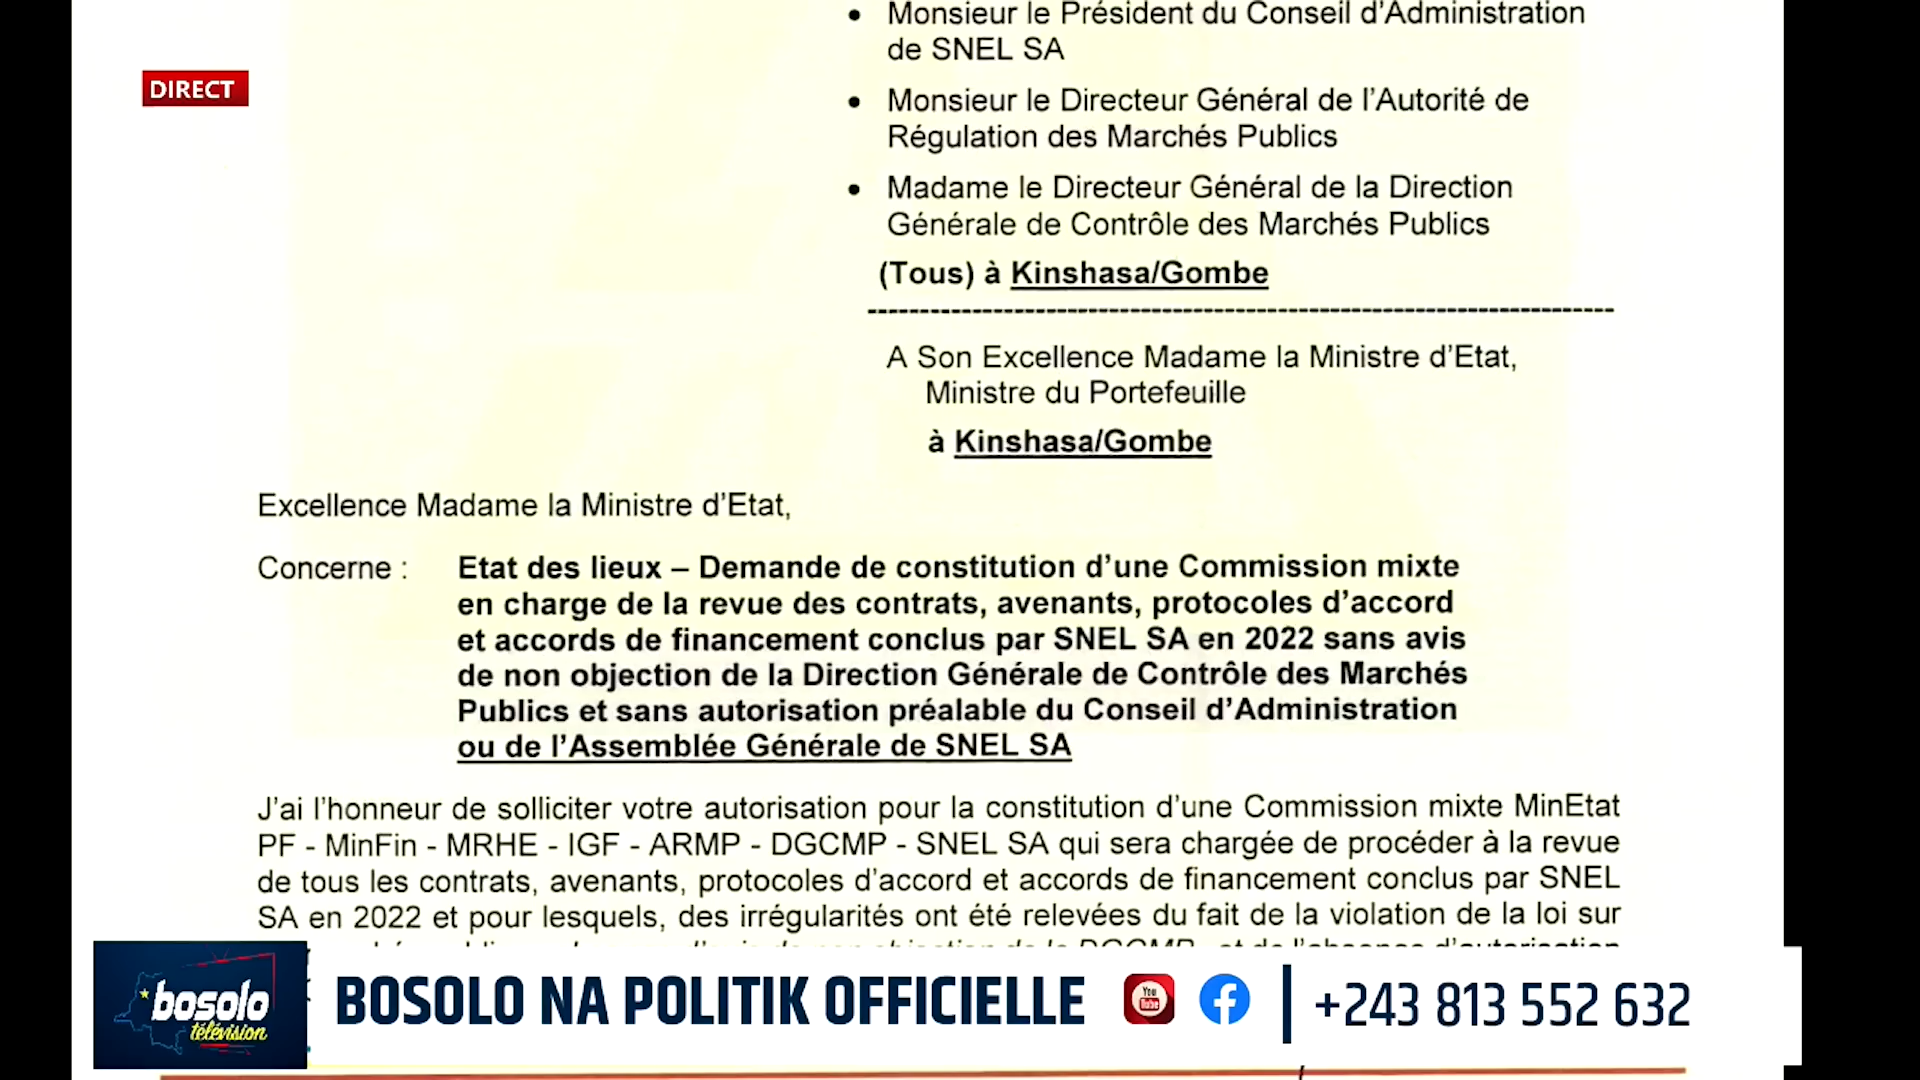 Monsieur le Président du Conseil d'Administration
de SNEL SA
DIRECT
Monsieur le Directeur Général de l'Autorité de
Régulation des Marchés Publics
Madame le Directeur Général de la Direction
Générale de Contrôle des Marchés Publics
(Tous) à Kinshasa/Gombe
A Son Excellence Madame la Ministre d'Etat,
Ministre du Portefeuille
à Kinshasa/Gombe
Excellence Madame la Ministre d'Etat,
Concerne : Etat des lieux – Demande de constitution d'une Commission mixte
en charge de la revue des contrats, avenants, protocoles d'accord
et accords de financement conclus par SNEL SA en 2022 sans avis
de non objection de la Direction Générale de Contrôle des Marchés
Publics et sans autorisation préalable du Conseil d'Administration
ou de l'Assemblée Générale de SNEL SA
J'ai l'honneur de solliciter votre autorisation pour la constitution d'une Commission mixte MinEtat
PF - MinFin - MRHE - IGF - ARMP - DGCMP - SNEL SA qui sera chargée de procéder à la revue
de tous les contrats, avenants, protocoles d'accord et accords de financement conclus par SNEL
SA en 2022 et pour lesquels, des irrégularités ont été relevées du fait de la violation de la loi sur
bosolo
télévision
BOSOLO NA POLITIK OFFICIELLE
You
Tube
+243 813 552 632